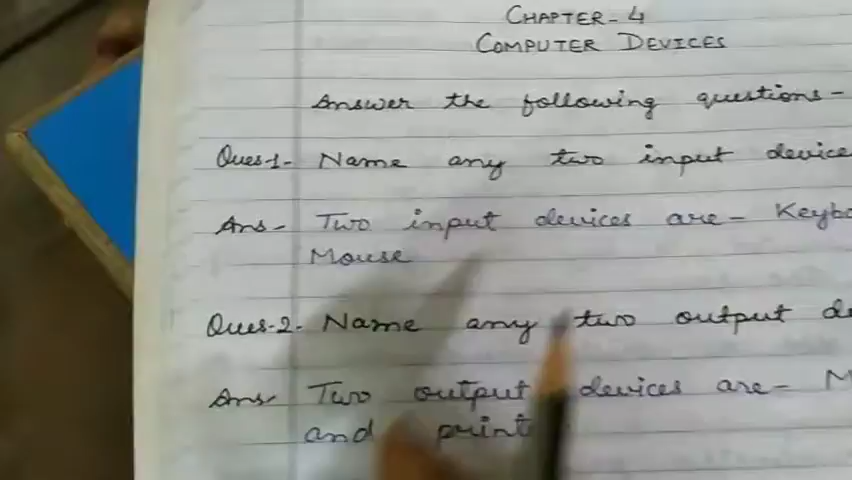 CHAPTER-4
COMPUTER DEVICES
Answer the following questions-
Ques-1- Name any two input device
Ans- Two input devices are- Keybo
Mouse
Ques-2- Name any two output de
Ans- Two output devices are- M
and print